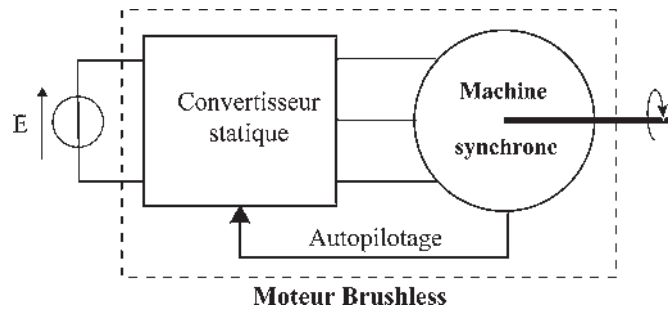 E
Convertisseur
statique
Machine
synchrone
Autopilotage
Moteur Brushless